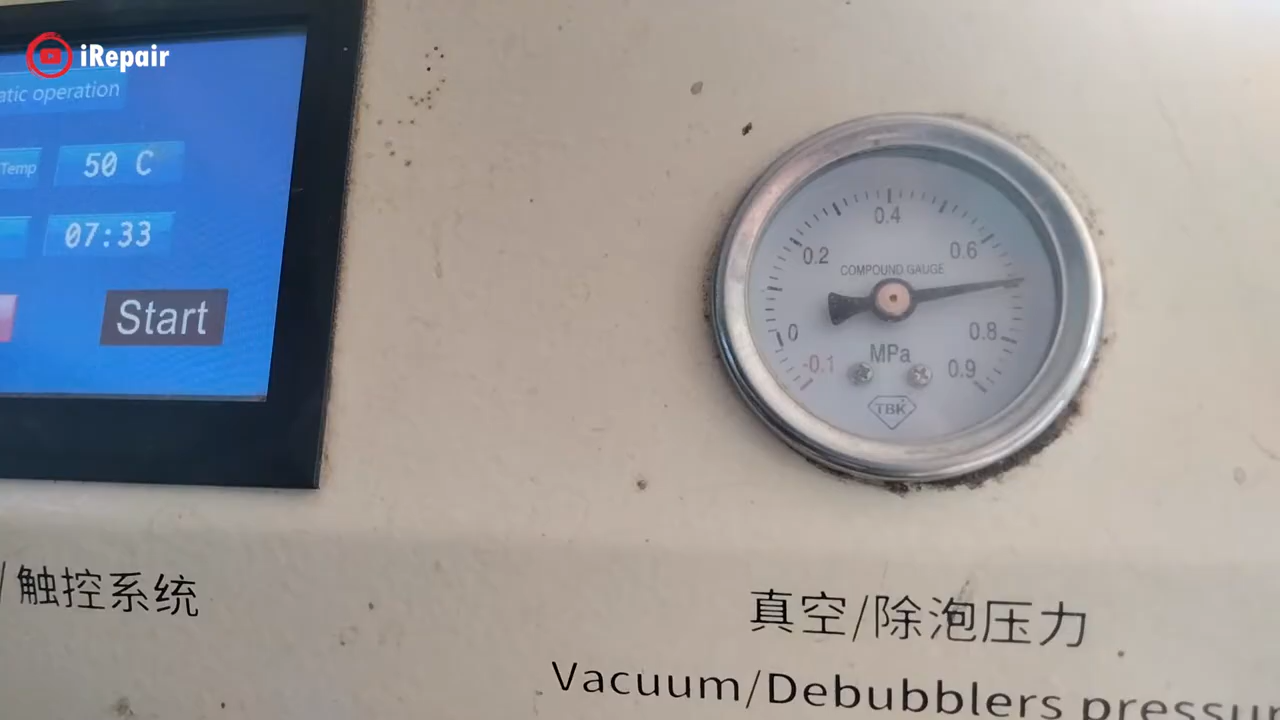 iRepair
atic operation
Temp
50 C
07:33
Start
0.4
0.2
0.6
COMPOUND GAUGE
0
0.8
MPa
-0.1
0.9
TBK
/触控系统
真空/除泡压力
Vacuum/Debubblers pressur